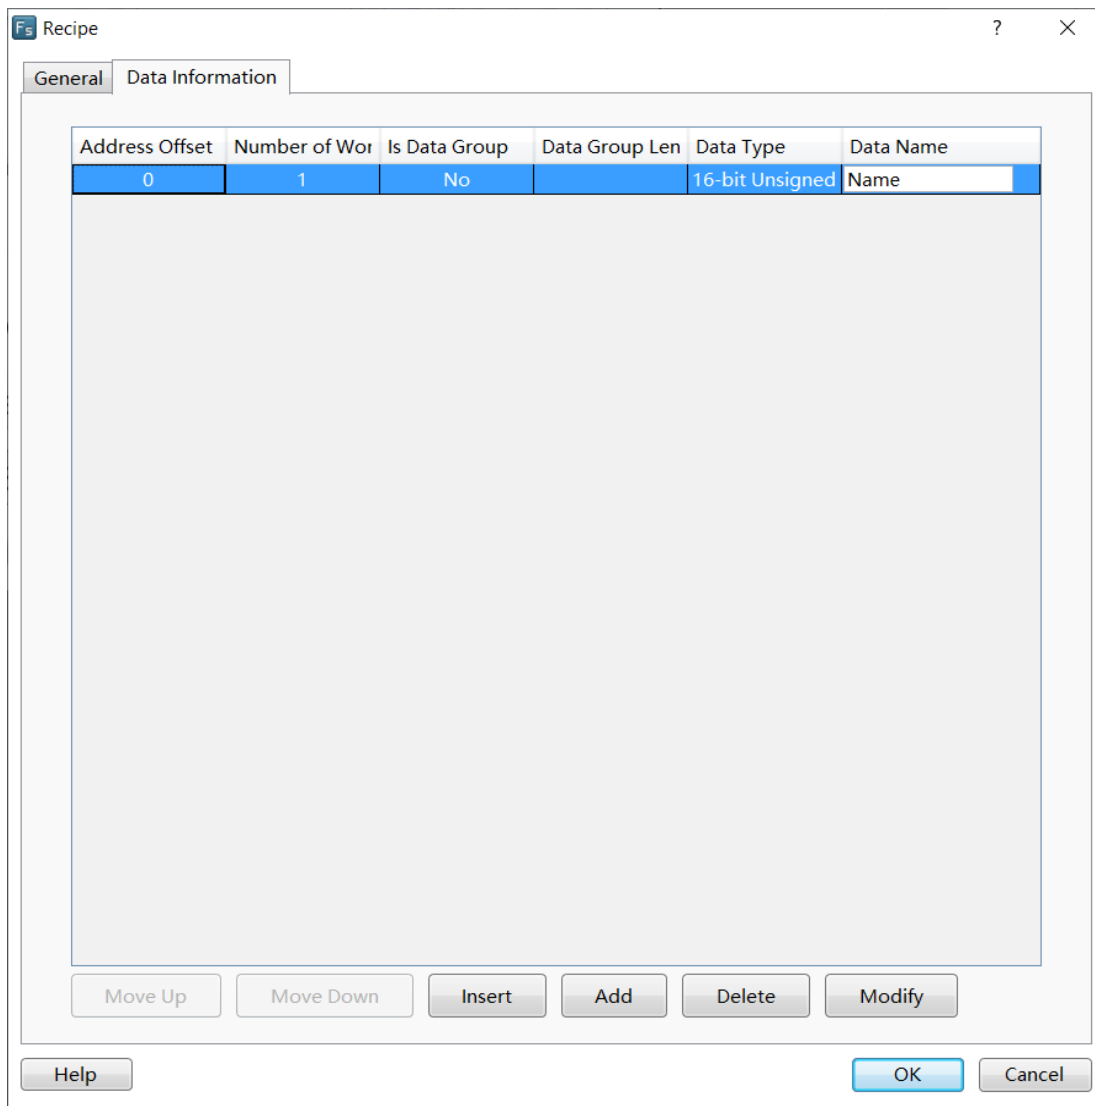 Fs Recipe ?
General Data Information
Address Offset Number of Wor Is Data Group Data Group Len Data Type Data Name
0 1 No 16-bit Unsigned Name
Move Up Move Down Insert Add Delete Modify
Help OK Cancel